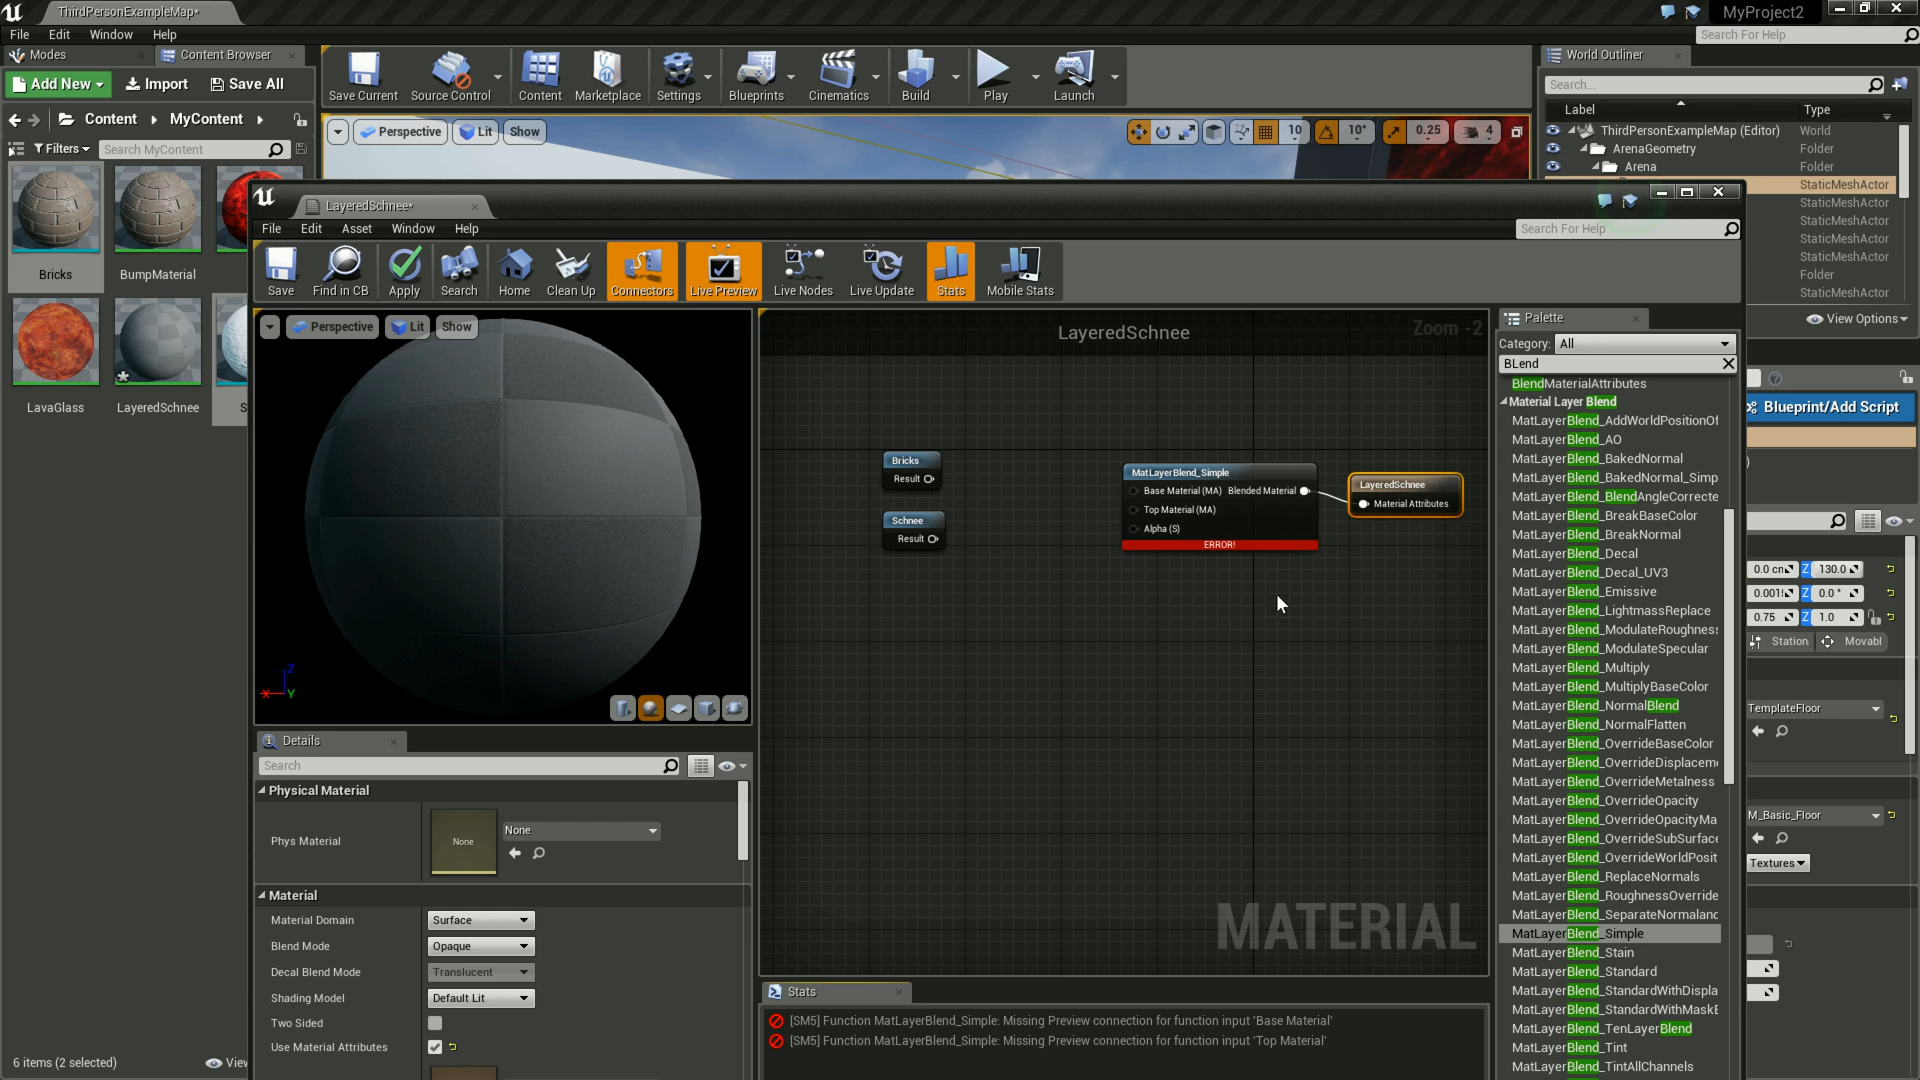 ThirdPersonExampleMap*
MyProject2
File Edit Window Help
Search For Help
Modes
Content Browser
Add New
Import
Save All
Save Current
Source Control
Content
Marketplace
Settings
Blueprints
Cinematics
Build
Play
Launch
World Outliner
Search...
Label
Type
ThirdPersonExampleMap (Editor) World
ArenaGeometry Folder
Arena Folder
StaticMeshActor
StaticMeshActor
StaticMeshActor
StaticMeshActor
StaticMeshActor
Folder
StaticMeshActor
View Options
Content MyContent
Filters
Search MyContent
Perspective Lit Show
10
10°
0.25
4
Bricks
BumpMaterial
LavaGlass
LayeredSchnee
S
6 items (2 selected)
View
LayeredSchnee*
File Edit Asset Window Help
Search For Help
Save
Find in CB
Apply
Search
Home
Clean Up
Connectors
Live Preview
Live Nodes
Live Update
Stats
Mobile Stats
Perspective Lit Show
Z
X
Y
Details
Search
Physical Material
Phys Material
None
None
Material
Material Domain Surface
Blend Mode Opaque
Decal Blend Mode Translucent
Shading Model Default Lit
Two Sided
Use Material Attributes
LayeredSchnee
Zoom -2
Bricks
Result
Schnee
Result
MatLayerBlend_Simple
Base Material (MA) Blended Material
Top Material (MA)
Alpha (S)
ERROR!
LayeredSchnee
Material Attributes
MATERIAL
Stats
[SM5] Function MatLayerBlend_Simple: Missing Preview connection for function input 'Base Material'
[SM5] Function MatLayerBlend_Simple: Missing Preview connection for function input 'Top Material'
Palette
Category: All
BLend
BlendMaterialAttributes
Material Layer Blend
MatLayerBlend_AddWorldPositionOf
MatLayerBlend_AO
MatLayerBlend_BakedNormal
MatLayerBlend_BakedNormal_Simp
MatLayerBlend_BlendAngleCorrecte
MatLayerBlend_BreakBaseColor
MatLayerBlend_BreakNormal
MatLayerBlend_Decal
MatLayerBlend_Decal_UV3
MatLayerBlend_Emissive
MatLayerBlend_LightmassReplace
MatLayerBlend_ModulateRoughness
MatLayerBlend_ModulateSpecular
MatLayerBlend_Multiply
MatLayerBlend_MultiplyBaseColor
MatLayerBlend_NormalBlend
MatLayerBlend_NormalFlatten
MatLayerBlend_OverrideBaseColor
MatLayerBlend_OverrideDisplacem
MatLayerBlend_OverrideMetalness
MatLayerBlend_OverrideOpacity
MatLayerBlend_OverrideOpacityMa
MatLayerBlend_OverrideSubSurface
MatLayerBlend_OverrideWorldPosit
MatLayerBlend_ReplaceNormals
MatLayerBlend_RoughnessOverride
MatLayerBlend_SeparateNormalanc
MatLayerBlend_Simple
MatLayerBlend_Stain
MatLayerBlend_Standard
MatLayerBlend_StandardWithDispla
MatLayerBlend_StandardWithMaskE
MatLayerBlend_TenLayerBlend
MatLayerBlend_Tint
MatLayerBlend_TintAllChannels
Blueprint/Add Script
0.0 cm Z 130.0
Z 0.0 °
0.75 Z 1.0
Station Movabl
TemplateFloor
M_Basic_Floor
Textures